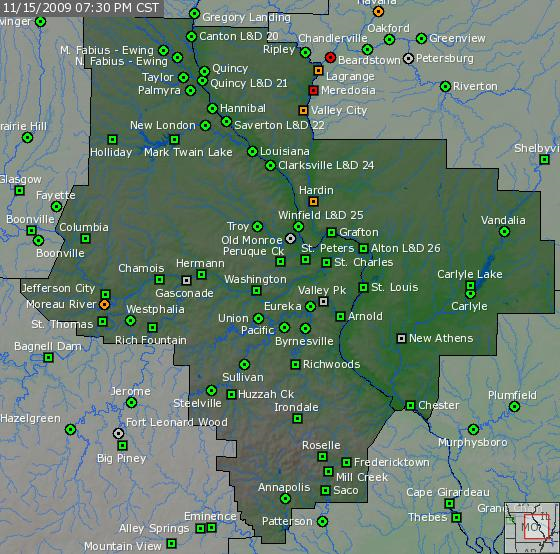 11/15/2009 07:30 PM CST
Gregory Landing
Havana
Canton L&D 20
Chandlerville
Oakford
Greenview
M. Fabius - Ewing
Ripley
N. Fabius - Ewing
Beardstown
Petersburg
Quincy
Lagrange
Taylor
Quincy L&D 21
Riverton
Palmyra
Meredosia
Hannibal
Valley City
New London
Saverton L&D 22
Prairie Hill
Holliday
Mark Twain Lake
Louisiana
Shelbyvi
Clarksville L&D 24
Glasgow
Hardin
Fayette
Winfield L&D 25
Boonville
Columbia
Troy
Grafton
Vandalia
Old Monroe
Boonville
Peruque Ck
St. Peters
Alton L&D 26
St. Charles
Chamois
Hermann
Carlyle Lake
Jefferson City
Gasconade
Washington
Valley Pk
St. Louis
Moreau River
Eureka
Carlyle
St. Thomas
Westphalia
Union
Arnold
Rich Fountain
Pacific
Byrnesville
New Athens
Bagnell Dam
Sullivan
Richwoods
Jerome
Steelville
Huzzah Ck
Plumfield
Hazelgreen
Fort Leonard Wood
Irondale
Chester
Murphysboro
Big Piney
Roselle
Fredericktown
Mill Creek
Annapolis
Saco
Cape Girardeau
Eminence
Grand Ch
Alley Springs
Patterson
Thebes
MO
Mountain View